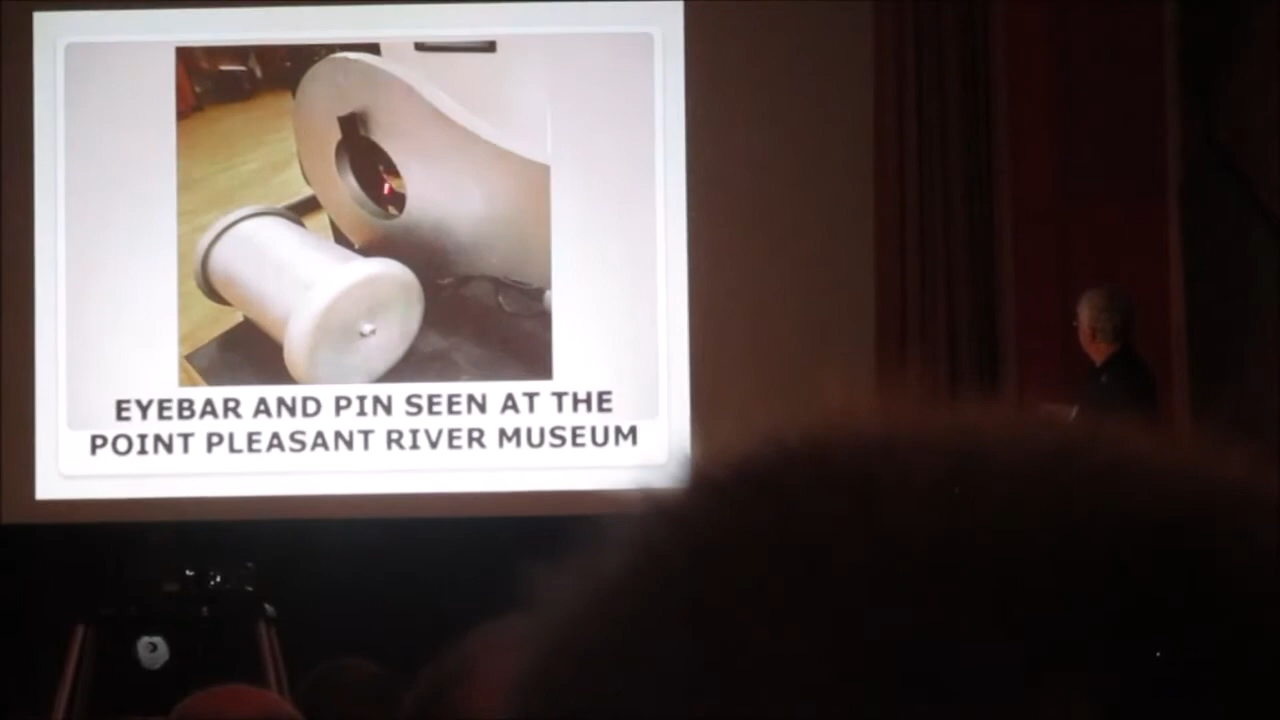 EYEBAR AND PIN SEEN AT THE
POINT PLEASANT RIVER MUSEUM